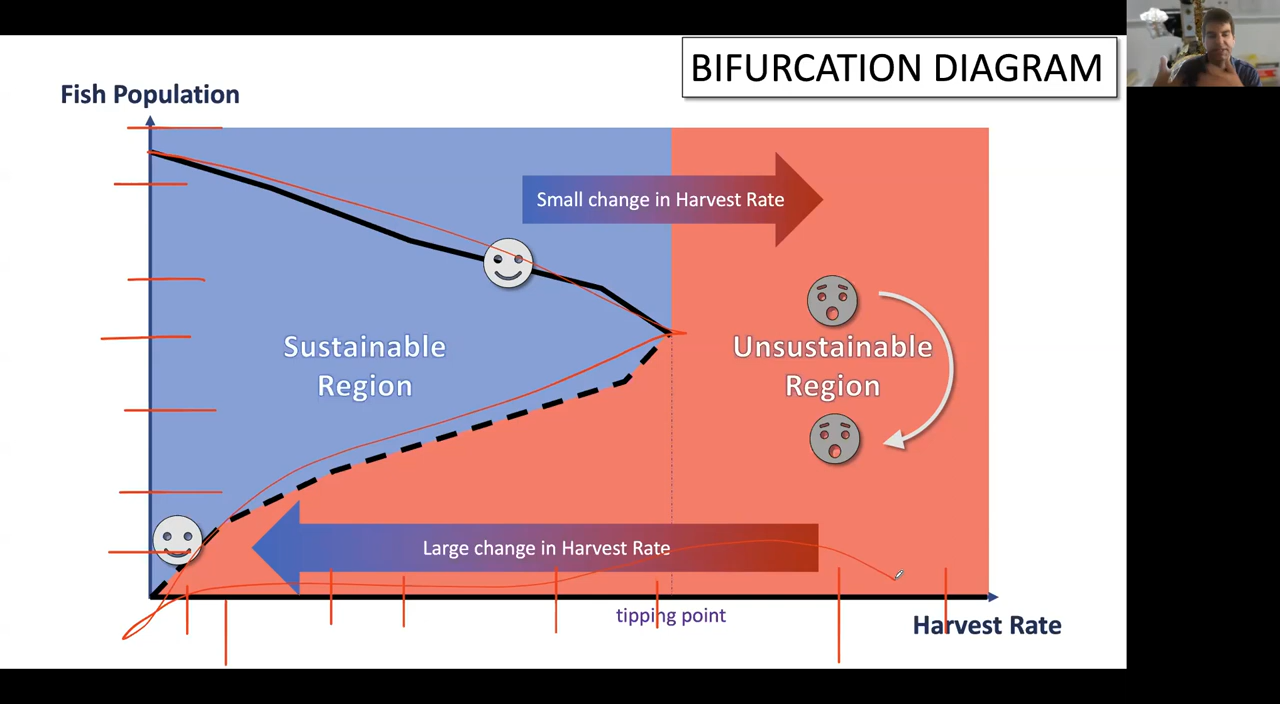 BIFURCATION DIAGRAM
Fish Population
Small change in Harvest Rate
Sustainable
Region
Unsustainable
Region
Large change in Harvest Rate
tipping point
Harvest Rate